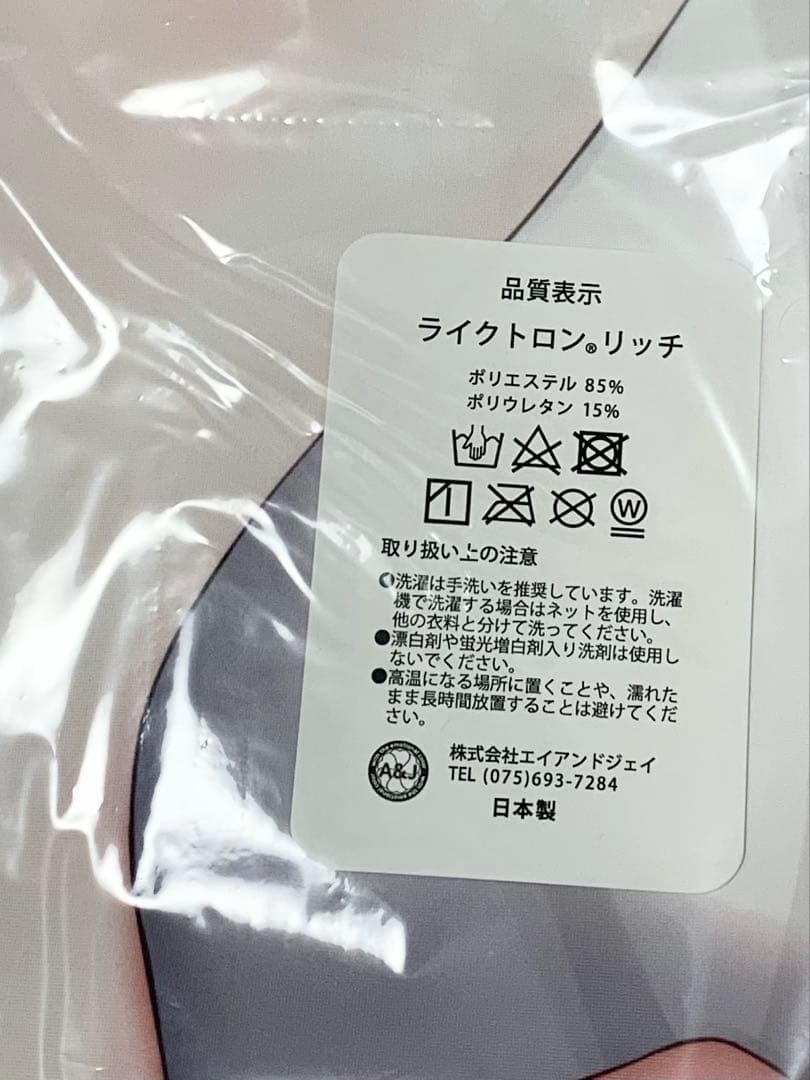 品質表示
ライクトロン®リッチ
ポリエステル 85%
ポリウレタン 15%
W
取り扱い上の注意
●洗濯は手洗いを推奨しています。洗濯
機で洗濯する場合はネットを使用し、
他の衣料と分けて洗ってください。
●漂白剤や蛍光増白剤入り洗剤は使用し
ないでください。
●高温になる場所に置くことや、濡れた
まま長時間放置することは避けてくだ
さい。
A&J
株式会社エイアンドジェイ
TEL (075)693-7284
日本製